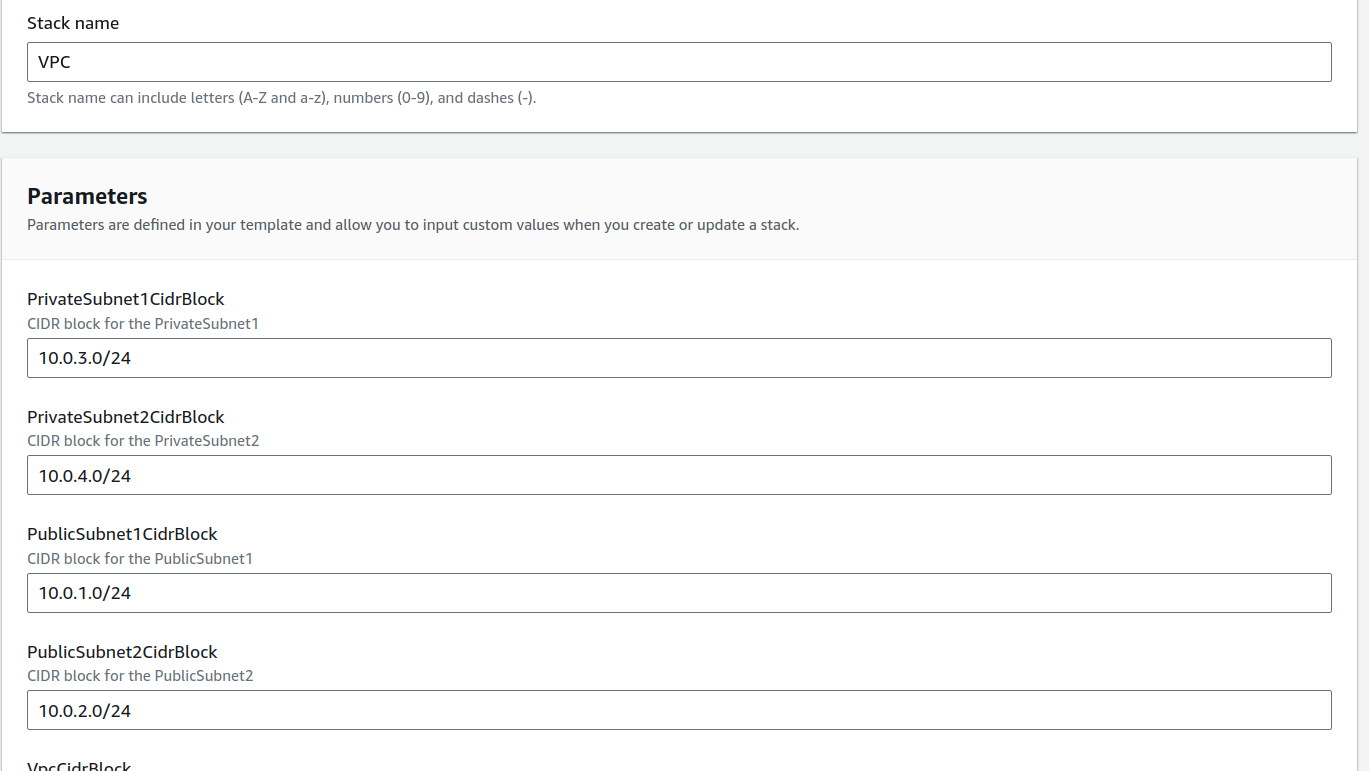 Stack name
VPC
Stack name can include letters (A-Z and a-z), numbers (0-9), and dashes (-).
Parameters
Parameters are defined in your template and allow you to input custom values when you create or update a stack.
PrivateSubnet1CidrBlock
CIDR block for the PrivateSubnet1
10.0.3.0/24
PrivateSubnet2CidrBlock
CIDR block for the PrivateSubnet2
10.0.4.0/24
PublicSubnet1CidrBlock
CIDR block for the PublicSubnet1
10.0.1.0/24
PublicSubnet2CidrBlock
CIDR block for the PublicSubnet2
10.0.2.0/24
VpcCidrBlock